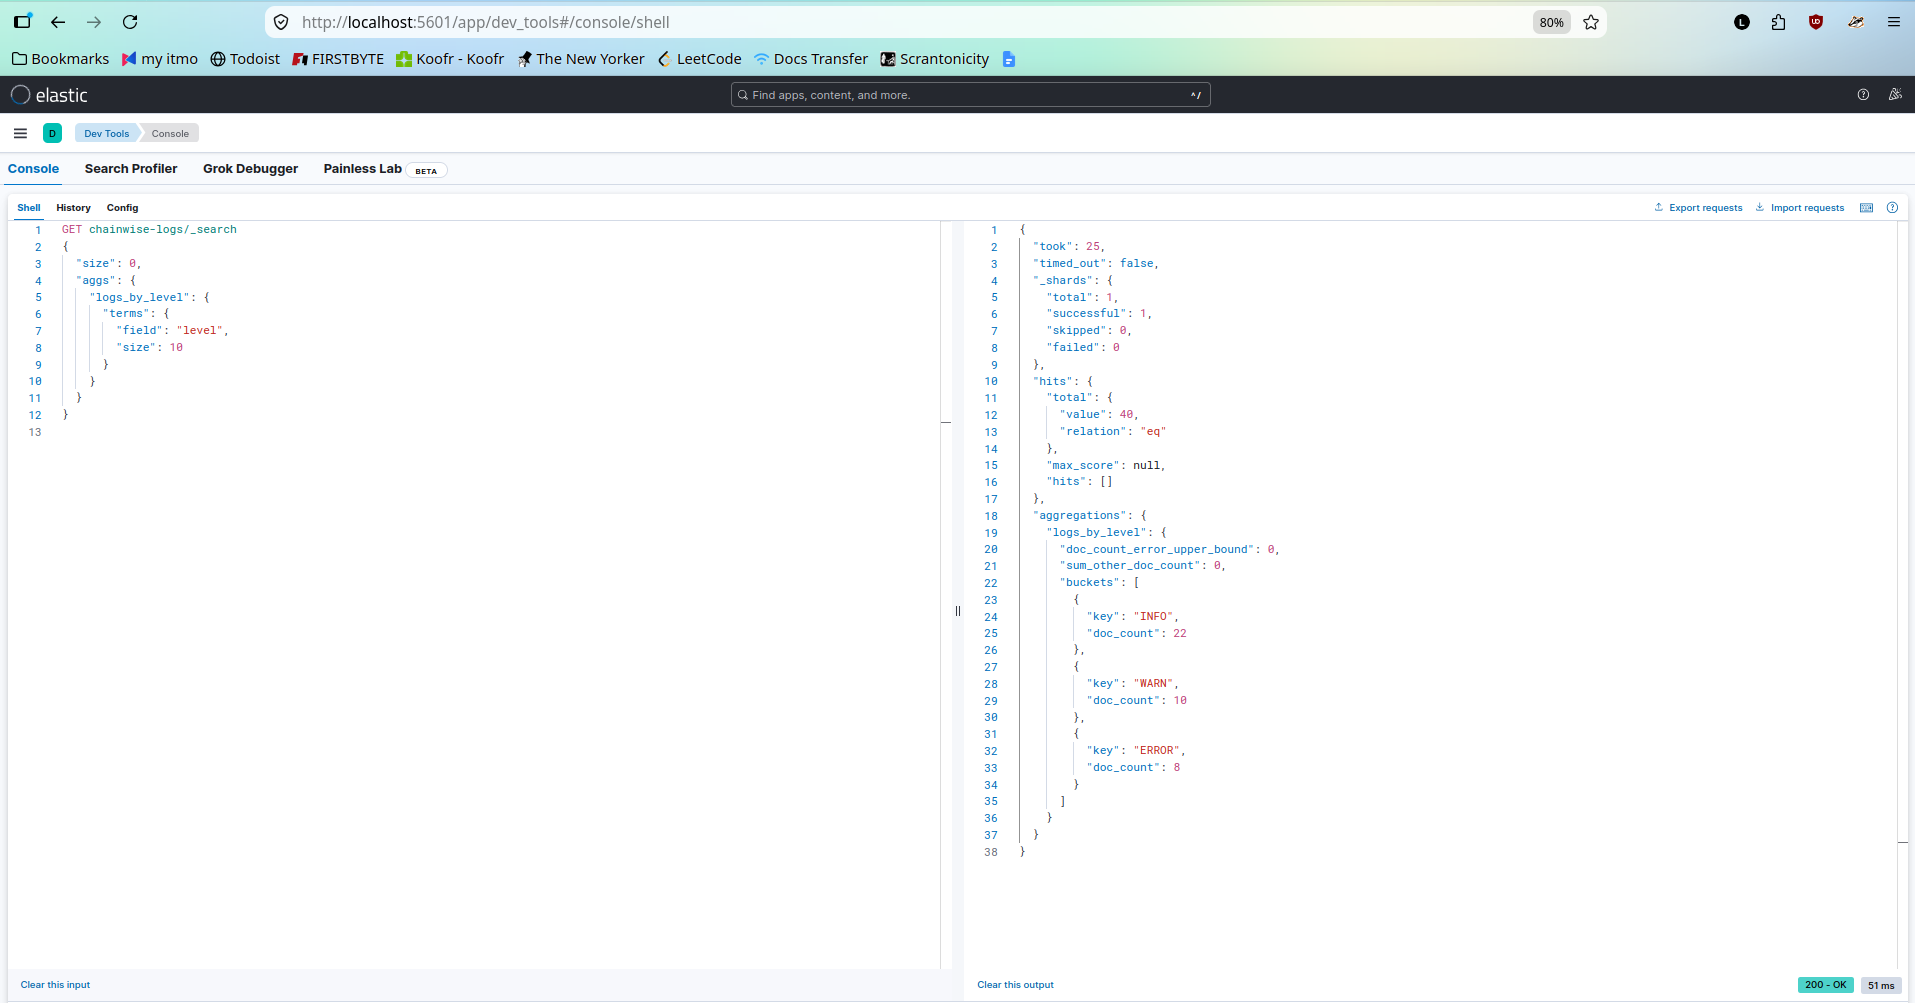 http://localhost:5601/app/dev_tools#/console/shell
80%
L
Bookmarks
my itmo
Todoist
FIRSTBYTE
Koofr - Koofr
The New Yorker
LeetCode
Docs Transfer
Scrantonicity
elastic
Find apps, content, and more.
^/
D
Dev Tools
Console
Console
Search Profiler
Grok Debugger
Painless Lab
BETA
Shell
History
Config
Export requests
Import requests
1 GET chainwise-logs/_search
2 {
3   "size": 0,
4   "aggs": {
5     "logs_by_level": {
6       "terms": {
7         "field": "level",
8         "size": 10
9       }
10     }
11   }
12 }
13
1 {
2   "took": 25,
3   "timed_out": false,
4   "_shards": {
5     "total": 1,
6     "successful": 1,
7     "skipped": 0,
8     "failed": 0
9   },
10   "hits": {
11     "total": {
12       "value": 40,
13       "relation": "eq"
14     },
15     "max_score": null,
16     "hits": []
17   },
18   "aggregations": {
19     "logs_by_level": {
20       "doc_count_error_upper_bound": 0,
21       "sum_other_doc_count": 0,
22       "buckets": [
23         {
24           "key": "INFO",
25           "doc_count": 22
26         },
27         {
28           "key": "WARN",
29           "doc_count": 10
30         },
31         {
32           "key": "ERROR",
33           "doc_count": 8
34         }
35       ]
36     }
37   }
38 }
Clear this input
Clear this output
200 - OK
51 ms